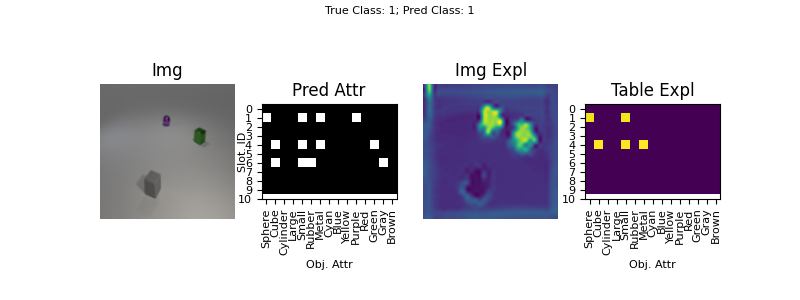 True Class: 1; Pred Class: 1
Img
Pred Attr
Img Expl
Table Expl
Slot. ID
0
1
2
3
4
5
6
7
8
9
10
Sphere
Cube
Cylinder
Large
Small
Rubber
Metal
Cyan
Blue
Yellow
Purple
Red
Green
Gray
Brown
Obj. Attr
0
1
2
3
4
5
6
7
8
9
10
Sphere
Cube
Cylinder
Large
Small
Rubber
Metal
Cyan
Blue
Yellow
Purple
Red
Green
Gray
Brown
Obj. Attr